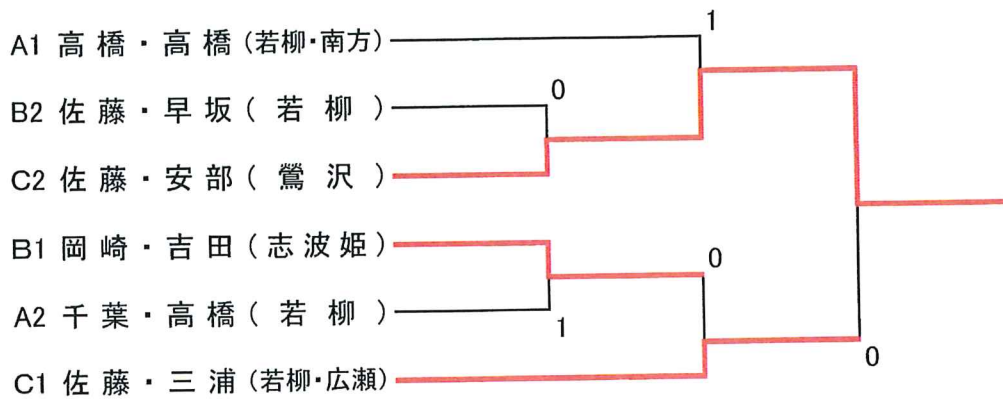 1
A1 高橋・高橋(若柳・南方)
0
B2 佐藤・早坂(若柳)
C2 佐藤・安部(鶯沢)
B1 岡崎・吉田(志波姫)
0
A2 千葉・高橋(若柳)
1
0
C1 佐藤・三浦(若柳・広瀬)